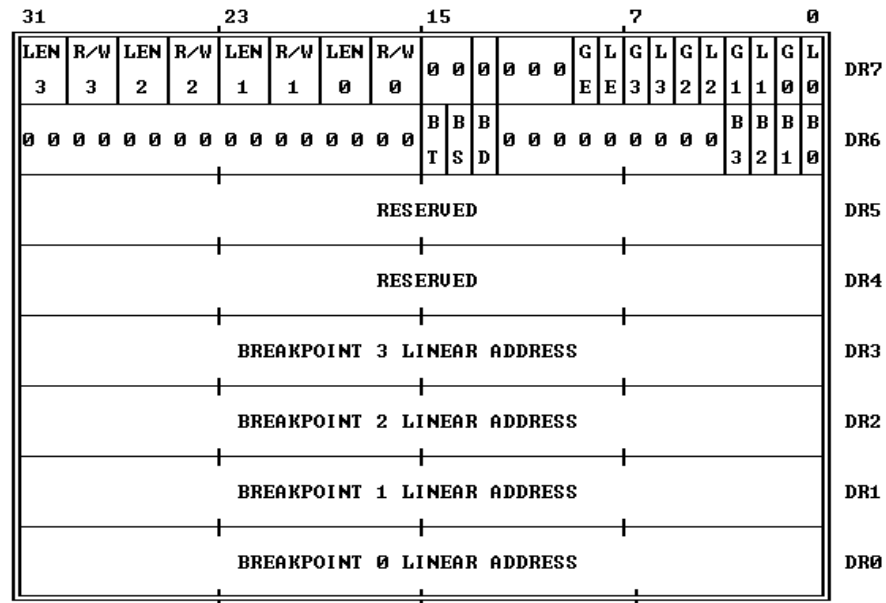 31 23 15 7 0
LEN R/W LEN R/W LEN R/W LEN R/W G L G L G L G L G L
0 0 0 0 0 0 DR7
3 3 2 2 1 1 0 0 E E 3 3 2 2 1 1 0 0
B B B B B B B
0 0 0 0 0 0 0 0 0 0 0 0 0 0 0 0 0 0 0 0 0 0 0 0 0 DR6
T S D 3 2 1 0
RESERVED DR5
RESERVED DR4
BREAKPOINT 3 LINEAR ADDRESS DR3
BREAKPOINT 2 LINEAR ADDRESS DR2
BREAKPOINT 1 LINEAR ADDRESS DR1
BREAKPOINT 0 LINEAR ADDRESS DR0